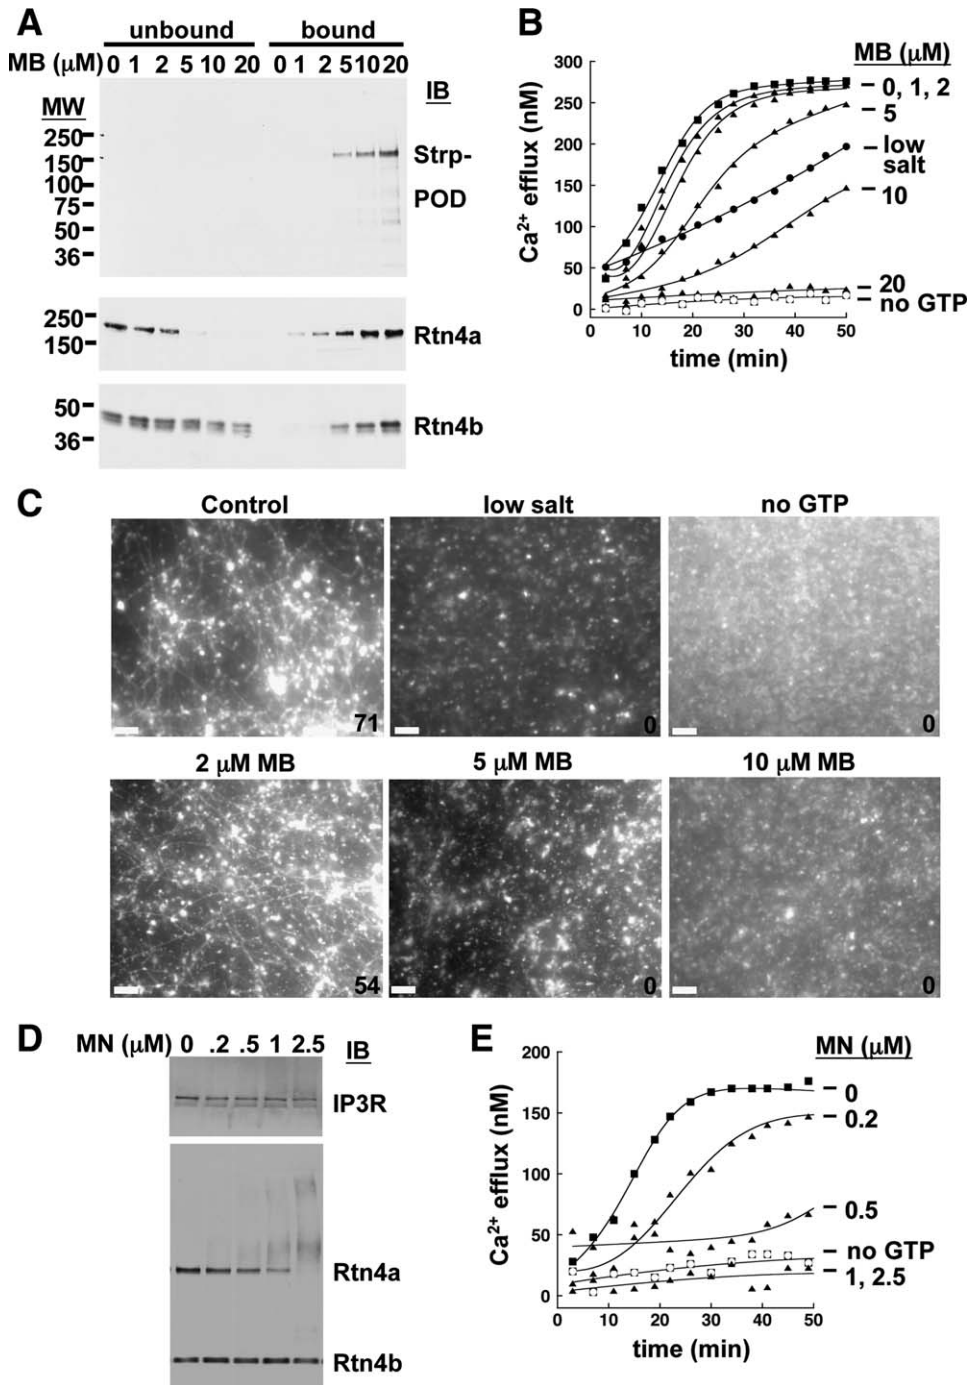 A
unbound bound
MB (μM) 0 1 2 5 10 20 0 1 2 5 10 20
IB
MW
250
150
100
75
50
36
Strp-
POD
250
150
Rtn4a
50
36
Rtn4b
B
MB (μM)
300
250
200
150
100
50
0
Ca2+ efflux (nM)
0, 1, 2
5
low
salt
10
20
no GTP
0 10 20 30 40 50
time (min)
C
Control low salt no GTP
71 0 0
2 μM MB 5 μM MB 10 μM MB
54 0 0
D
MN (μM) 0 .2 .5 1 2.5 IB
IP3R
Rtn4a
Rtn4b
E
MN (μM)
200
150
100
50
0
Ca2+ efflux (nM)
0
0.2
0.5
no GTP
1, 2.5
0 10 20 30 40 50
time (min)